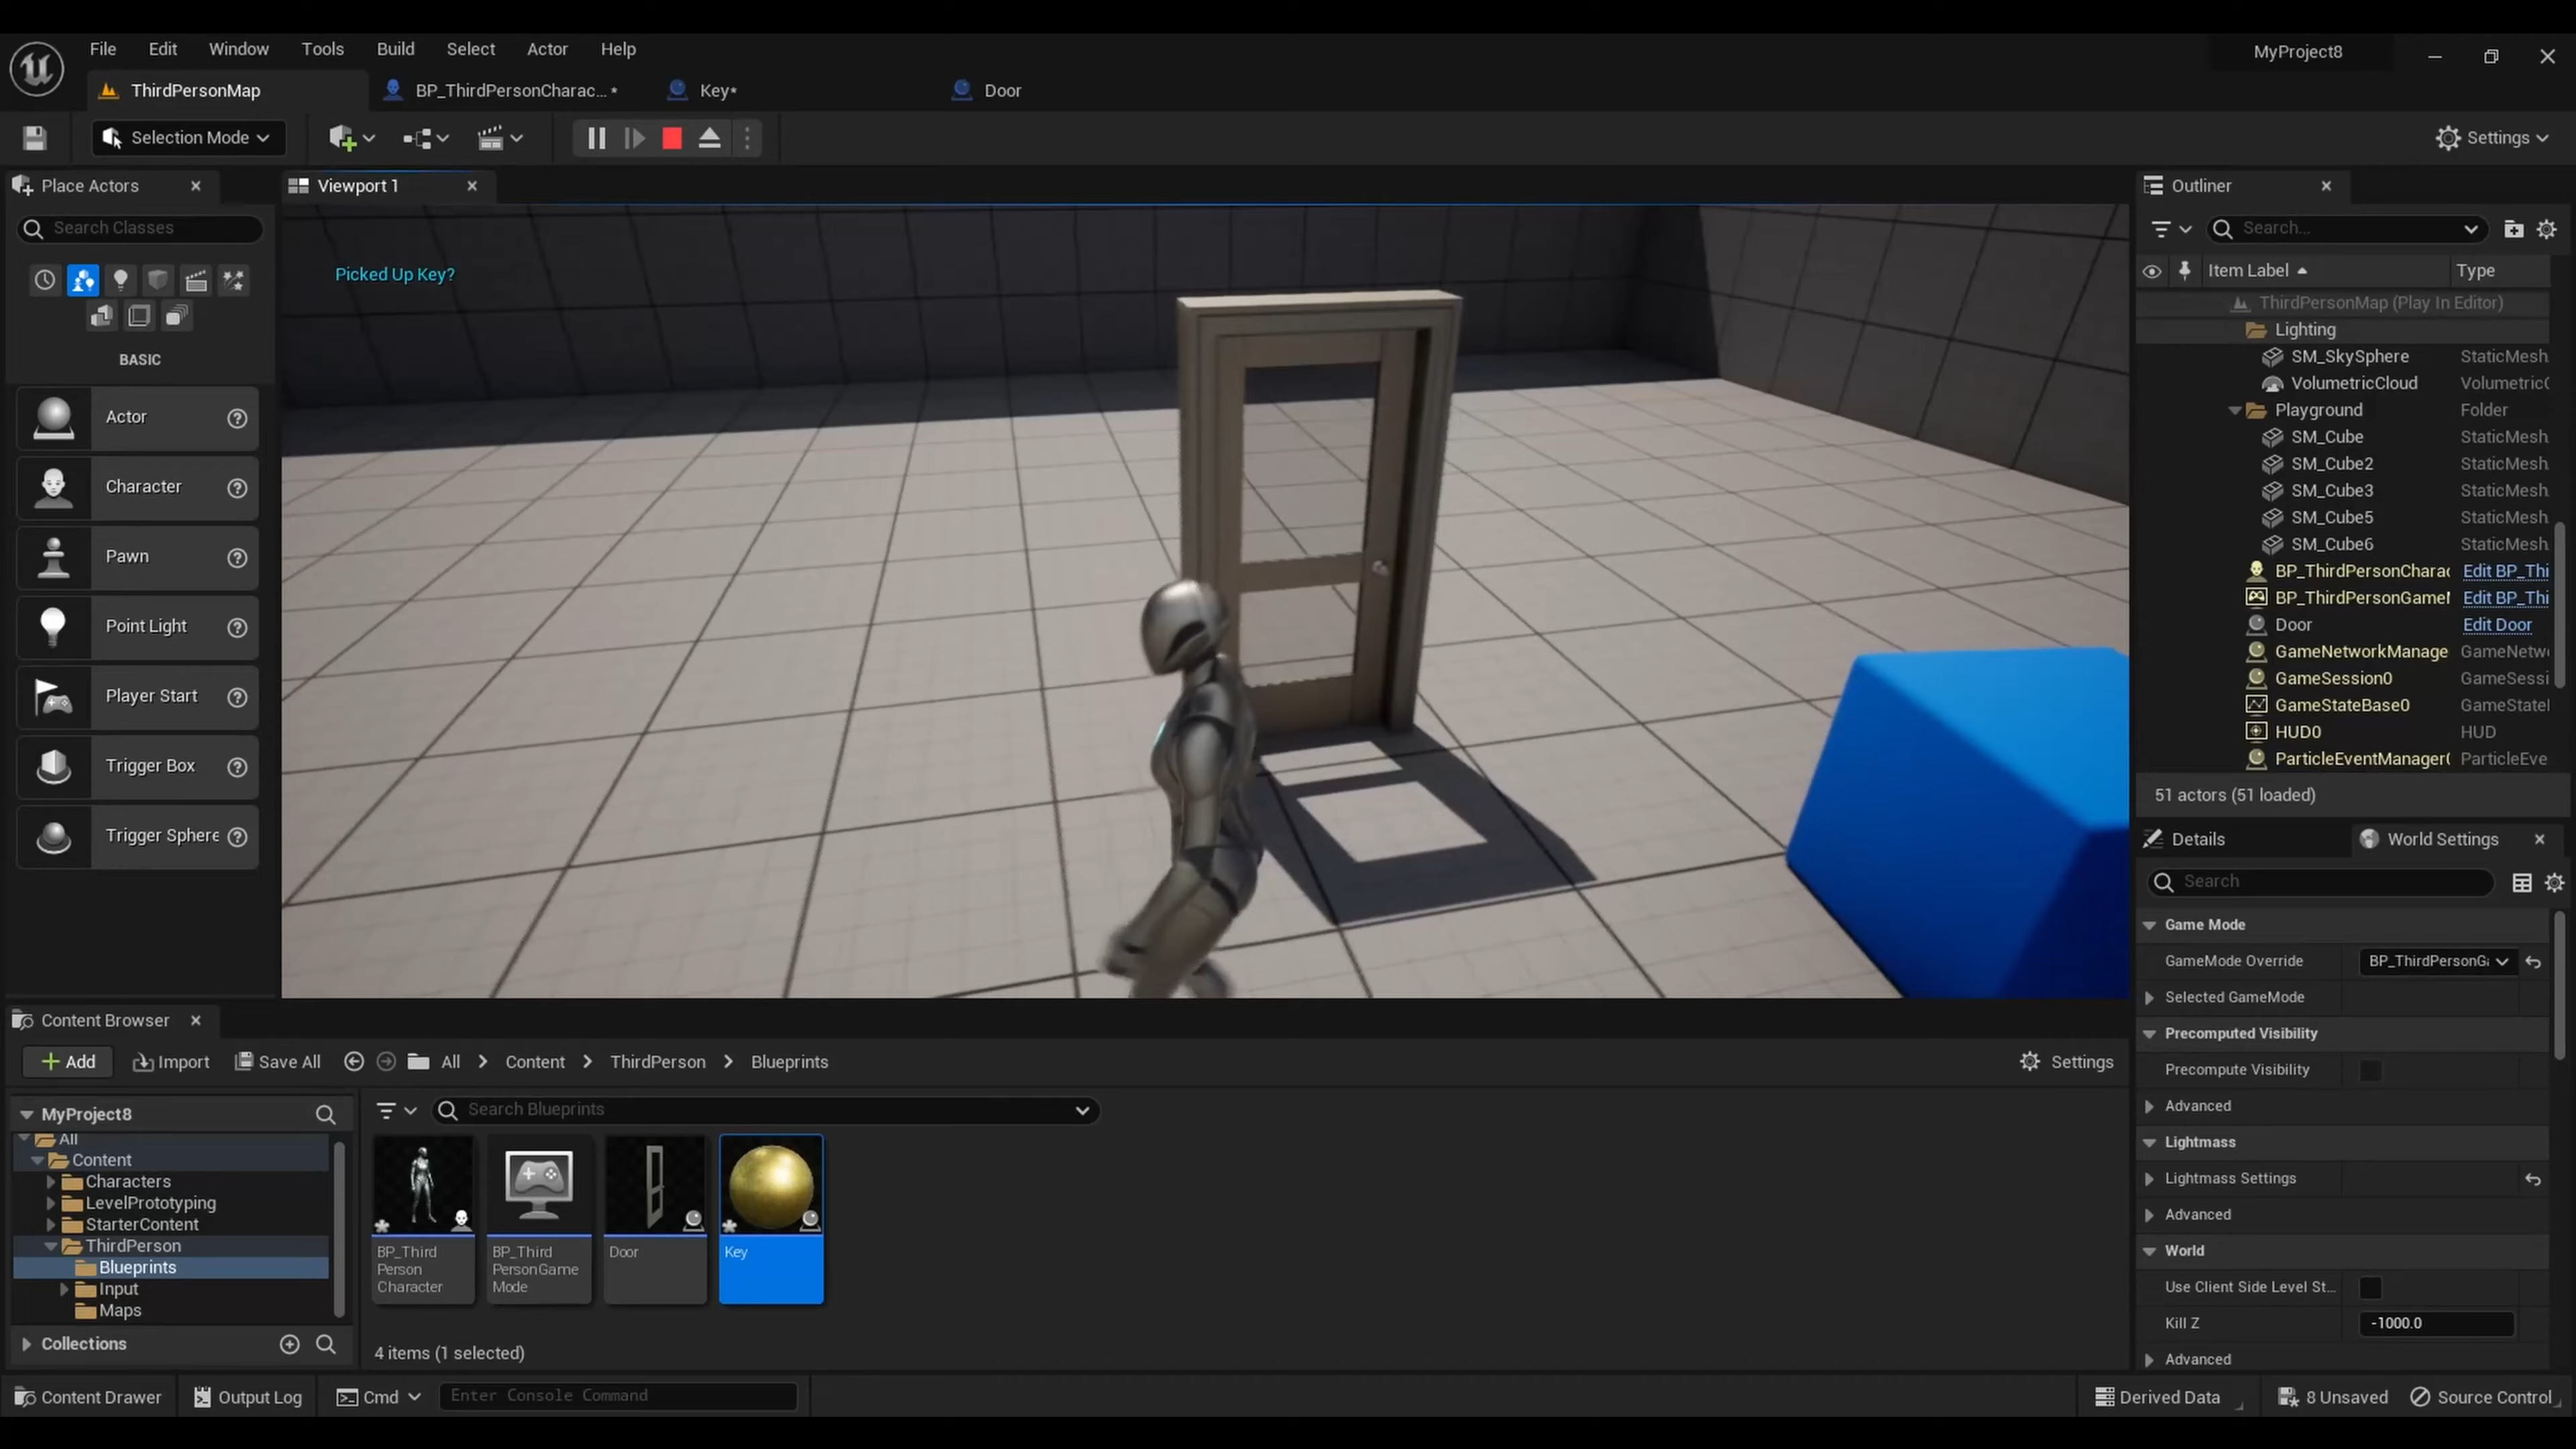 File Edit Window Tools Build Select Actor Help
MyProject8
ThirdPersonMap
BP_ThirdPersonCharac... *
Key*
Door
Selection Mode
Settings
Place Actors
Search Classes
BASIC
Actor
Character
Pawn
Point Light
Player Start
Trigger Box
Trigger Sphere
Viewport 1
Picked Up Key?
Outliner
Search...
Item Label Type
ThirdPersonMap (Play In Editor)
Lighting
SM_SkySphere StaticMesh
VolumetricCloud Volumetric
Playground Folder
SM_Cube StaticMesh
SM_Cube2 StaticMesh
SM_Cube3 StaticMesh
SM_Cube5 StaticMesh
SM_Cube6 StaticMesh
BP_ThirdPersonCharac Edit BP_Thi
BP_ThirdPersonGame Edit BP_Thi
Door Edit Door
GameNetworkManage GameNetw
GameSession0 GameSessi
GameStateBase0 GameState
HUD0 HUD
ParticleEventManager ParticleEve
51 actors (51 loaded)
Details
World Settings
Search
Game Mode
GameMode Override BP_ThirdPersonG
Selected GameMode
Precomputed Visibility
Precompute Visibility
Advanced
Lightmass
Lightmass Settings
Advanced
World
Use Client Side Level St...
Kill Z -1000.0
Advanced
Content Browser
Add Import Save All All > Content > ThirdPerson > Blueprints
Settings
MyProject8
All
Content
Characters
LevelPrototyping
StarterContent
ThirdPerson
Blueprints
Input
Maps
Collections
Search Blueprints
BP_Third
Person
Character
BP_Third
PersonGame
Mode
Door
Key
4 items (1 selected)
Content Drawer Output Log Cmd Enter Console Command
Derived Data 8 Unsaved Source Control